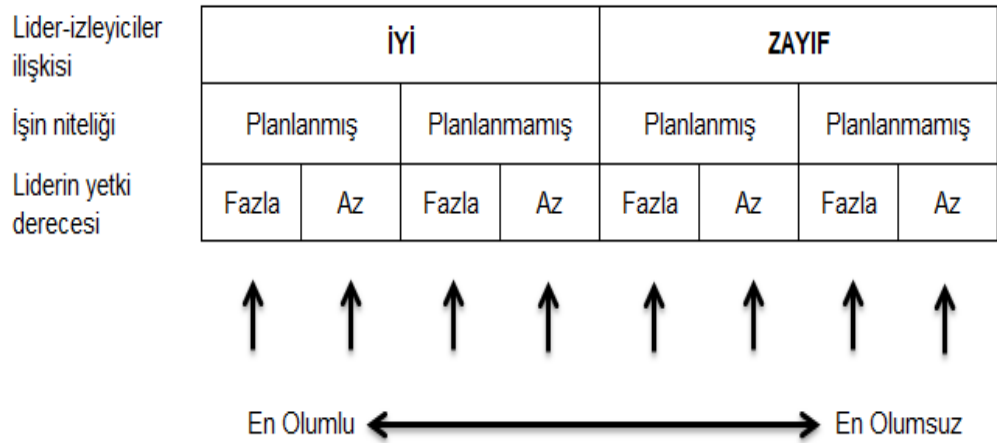 Lider-izleyiciler
ilişkisi
İYİ
ZAYIF
İşin niteliği
Planlanmış
Planlanmamış
Planlanmış
Planlanmamış
Liderin yetki
derecesi
Fazla
Az
Fazla
Az
Fazla
Az
Fazla
Az
En Olumlu
En Olumsuz